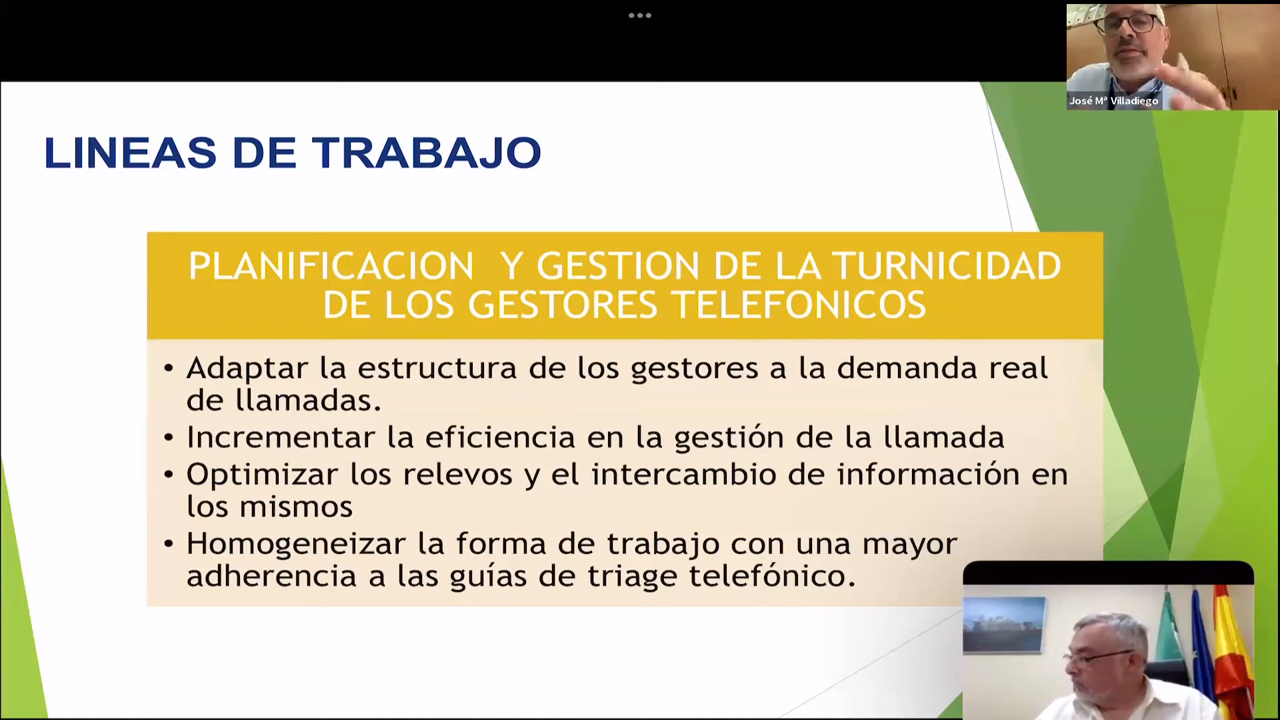 José Mª Villadiego
LINEAS DE TRABAJO
PLANIFICACION Y GESTION DE LA TURNICIDAD
DE LOS GESTORES TELEFONICOS
• Adaptar la estructura de los gestores a la demanda real
de llamadas.
• Incrementar la eficiencia en la gestión de la llamada
• Optimizar los relevos y el intercambio de información en
los mismos
• Homogeneizar la forma de trabajo con una mayor
adherencia a las guías de triage telefónico.